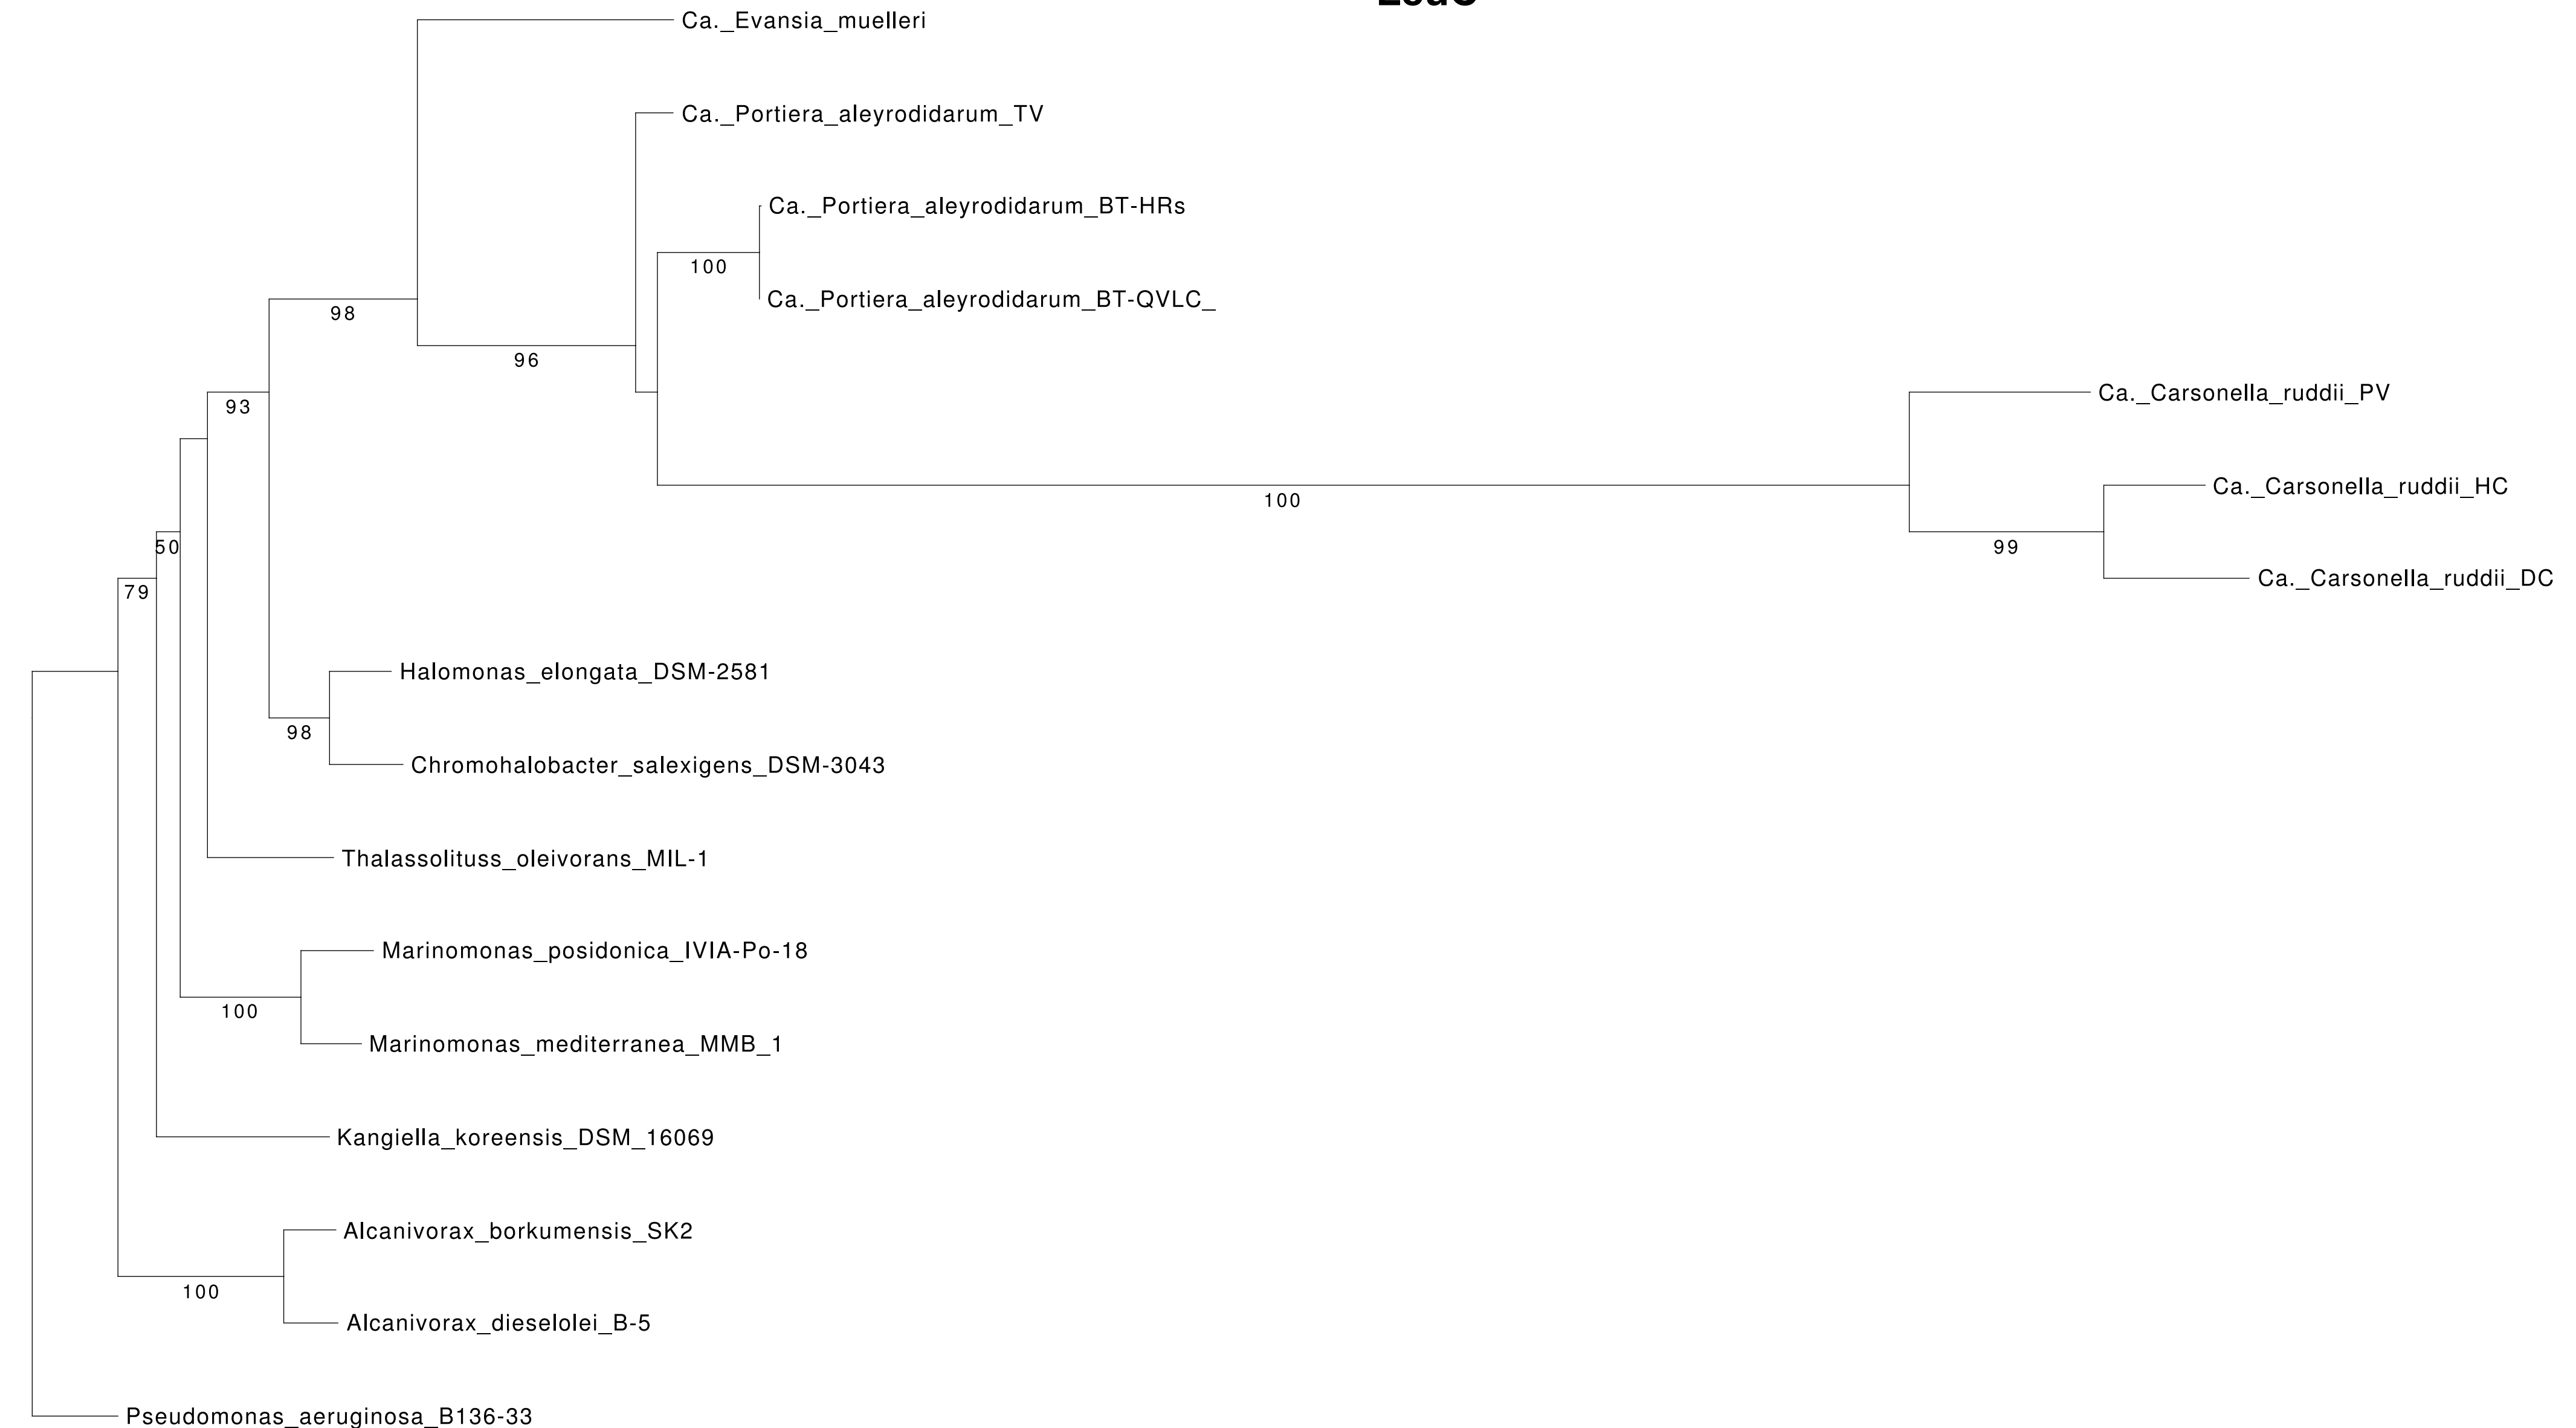 Ca._Evansia_muelleri
Ca._Portiera_aleyrodidarum_TV
Ca._Portiera_aleyrodidarum_BT-HRs
100
Ca._Portiera_aleyrodidarum_BT-QVLC_
98
96
Ca._Carsonella_ruddii_PV
93
Ca._Carsonella_ruddii_HC
100
50
99
Ca._Carsonella_ruddii_DC
79
Halomonas_elongata_DSM-2581
98
Chromohalobacter_salexigens_DSM-3043
Thalassolituss_oleivorans_MIL-1
Marinomonas_posidonica_IVIA-Po-18
100
Marinomonas_mediterranea_MMB_1
Kangiella_koreensis_DSM_16069
Alcanivorax_borkumensis_SK2
100
Alcanivorax_dieselolei_B-5
Pseudomonas_aeruginosa_B136-33